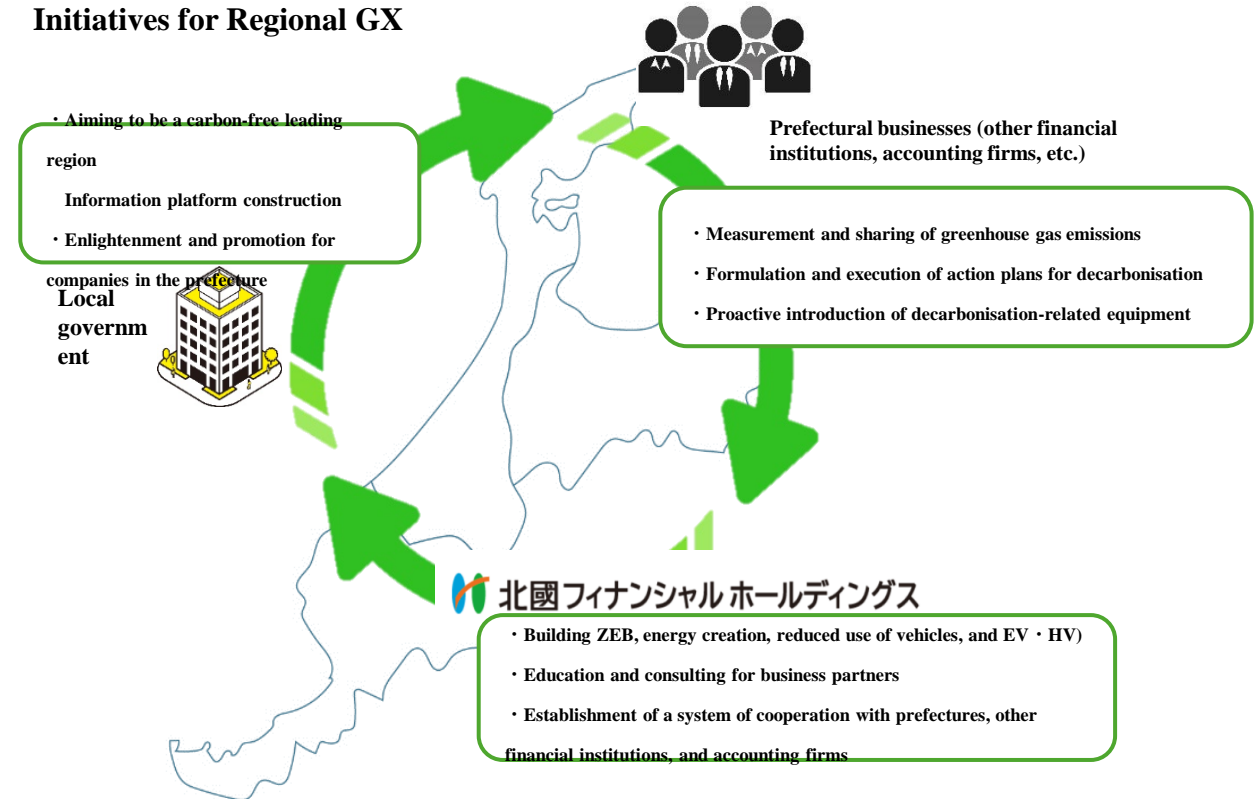 Initiatives for Regional GX
・Aiming to be a carbon-free leading
region
Information platform construction
・Enlightenment and promotion for
companies in the prefecture
Local
governm
ent
Prefectural businesses (other financial
institutions, accounting firms, etc.)
・Measurement and sharing of greenhouse gas emissions
・Formulation and execution of action plans for decarbonisation
・Proactive introduction of decarbonisation-related equipment
北國フィナンシャルホールディングス
・Building ZEB, energy creation, reduced use of vehicles, and EV・HV)
・Education and consulting for business partners
・Establishment of a system of cooperation with prefectures, other
financial institutions, and accounting firms